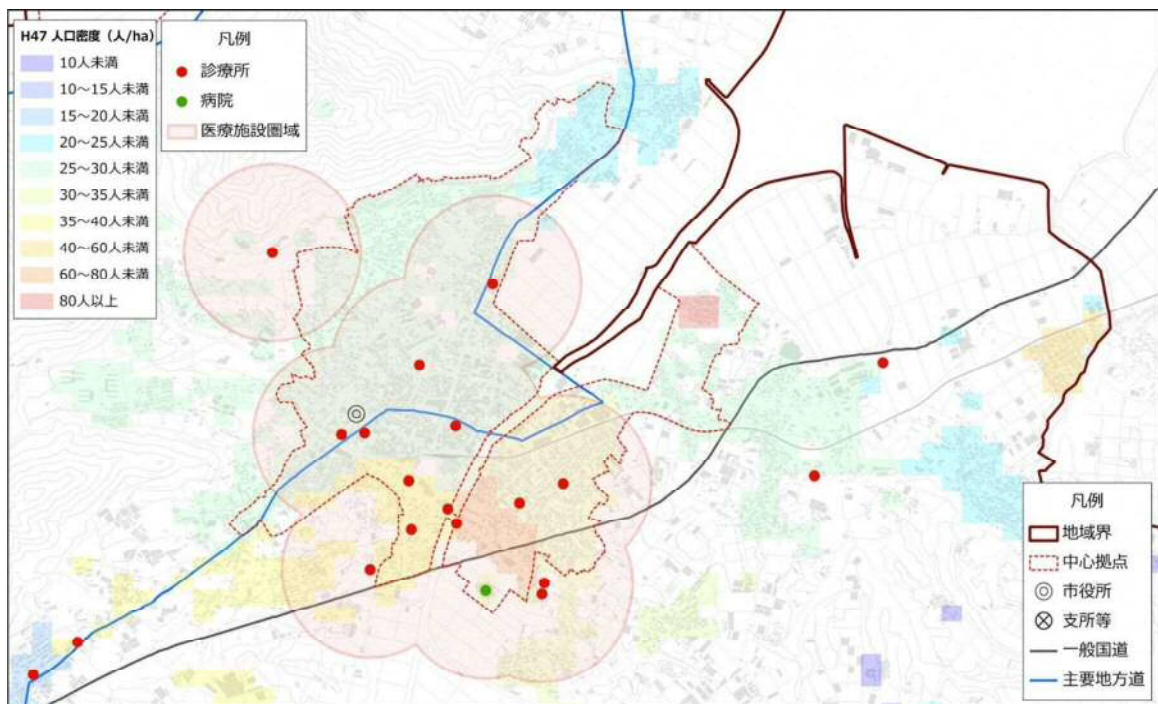 H47 人口密度（人/ha）
10人未満
10～15人未満
15～20人未満
20～25人未満
25～30人未満
30～35人未満
35～40人未満
40～60人未満
60～80人未満
80人以上
凡例
診療所
病院
医療施設圏域
凡例
地域界
中心拠点
市役所
支所等
一般国道
主要地方道